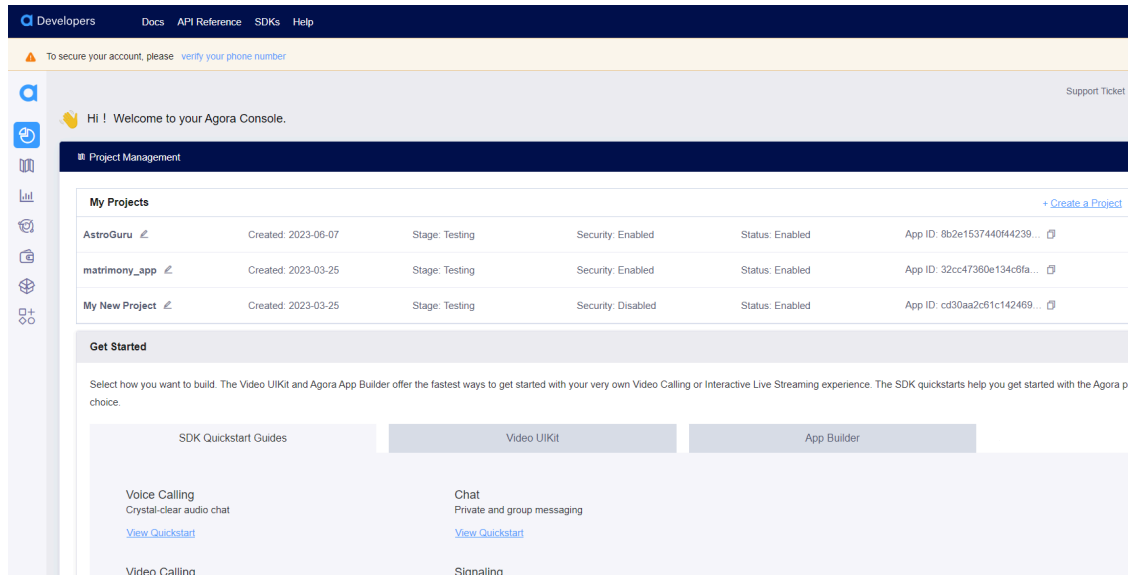 Developers Docs API Reference SDKs Help
To secure your account, please verify your phone number
Support Ticket
Hi ! Welcome to your Agora Console.
Project Management
My Projects + Create a Project
AstroGuru Created: 2023-06-07 Stage: Testing Security: Enabled Status: Enabled App ID: 8b2e1537440f44239...
matrimony_app Created: 2023-03-25 Stage: Testing Security: Enabled Status: Enabled App ID: 32cc47360e134c6fa...
My New Project Created: 2023-03-25 Stage: Testing Security: Disabled Status: Enabled App ID: cd30aa2c61c142469...
Get Started
Select how you want to build. The Video UIKit and Agora App Builder offer the fastest ways to get started with your very own Video Calling or Interactive Live Streaming experience. The SDK quickstarts help you get started with the Agora p
choice.
SDK Quickstart Guides Video UIKit App Builder
Voice Calling Chat
Crystal-clear audio chat Private and group messaging
View Quickstart View Quickstart
Video Calling Signaling